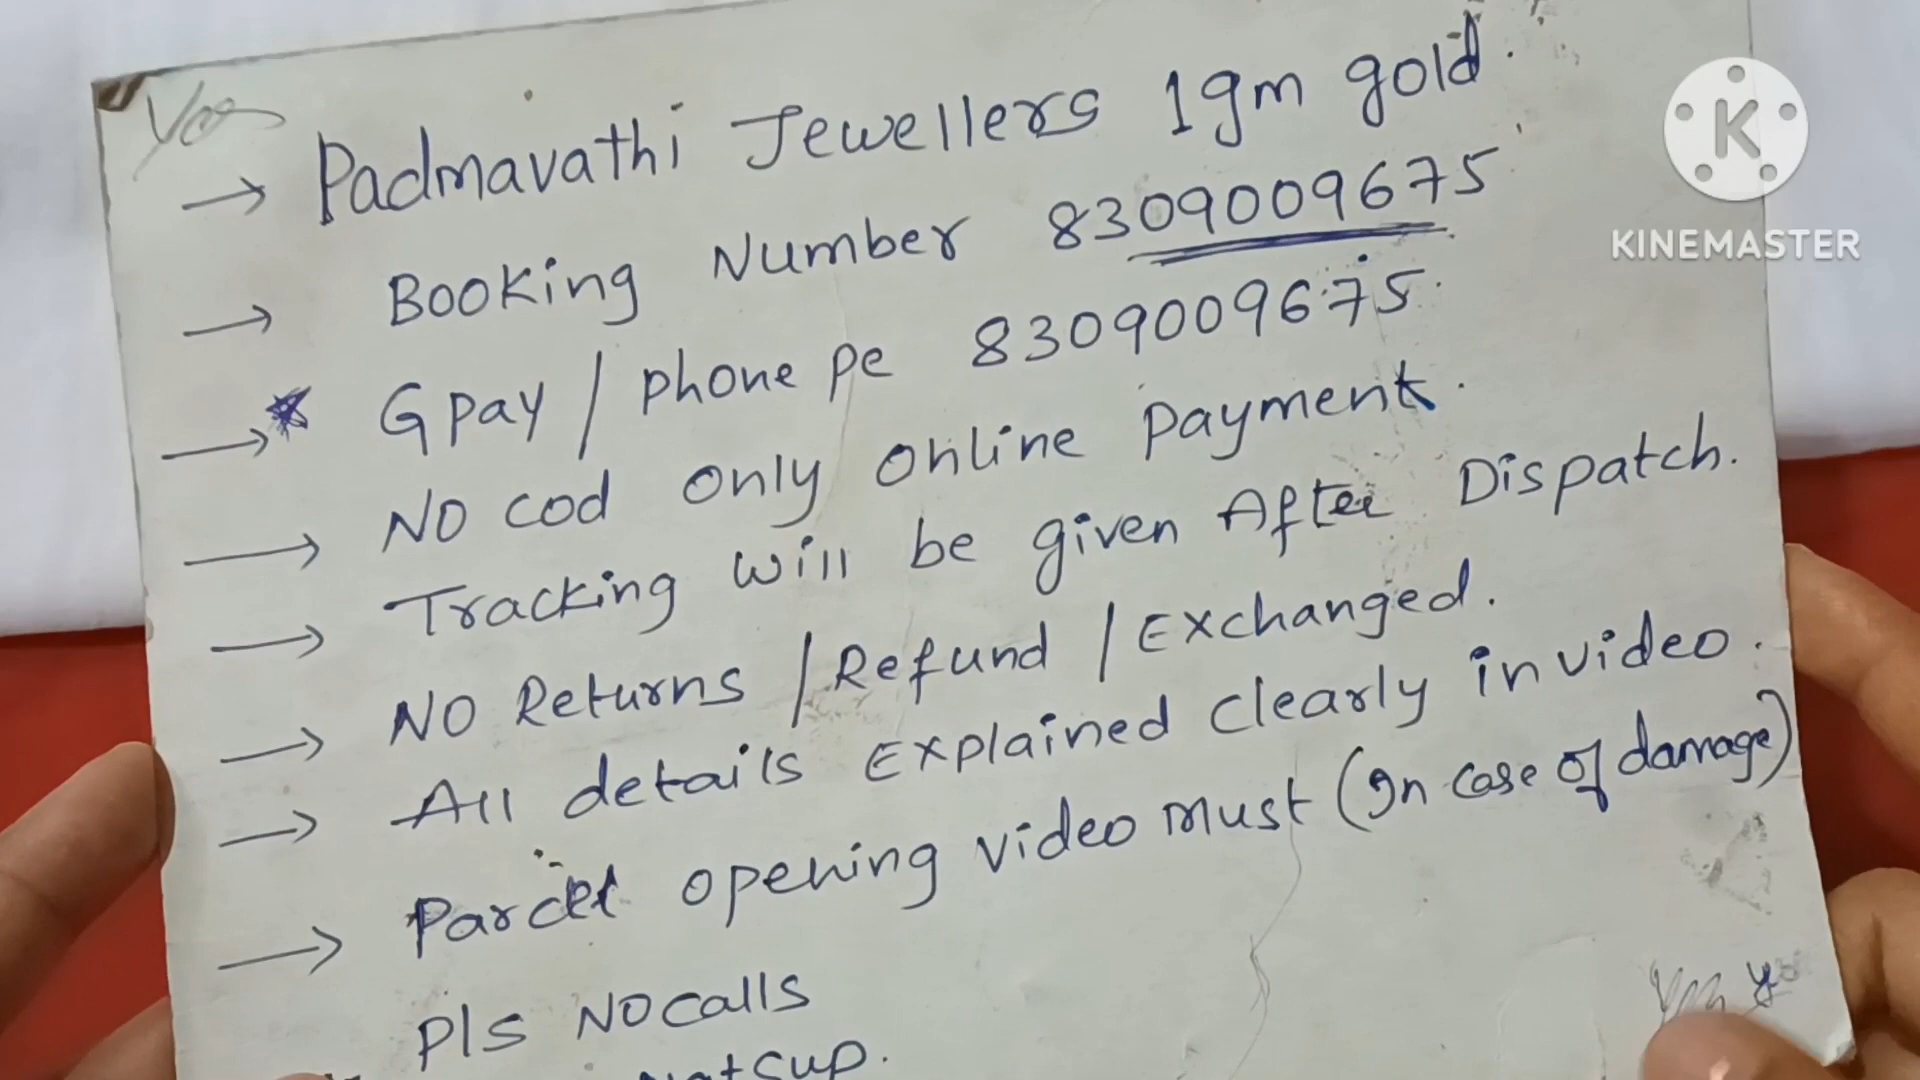 Padmavathi Jewellers 1gm gold.
Booking Number 8309009675
Gpay / phone pe 8309009675.
NO cod only online payment.
Tracking will be given After Dispatch.
NO Returns / Refund / Exchanged.
All details Explained clearly in video.
Parcel opening video must (In case of damage)
Pls NO calls
KINEMASTER